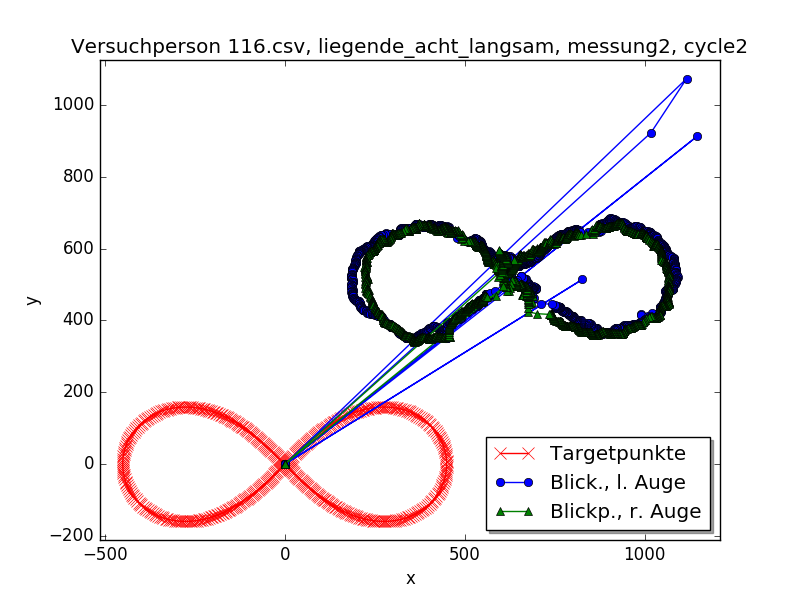 Versuchperson 116.csv, liegende_acht_langsam, messung2, cycle2
1000
800
600
400
200
0
−200
y
−500
0
500
1000
x
Targetpunkte
Blick., l. Auge
Blickp., r. Auge